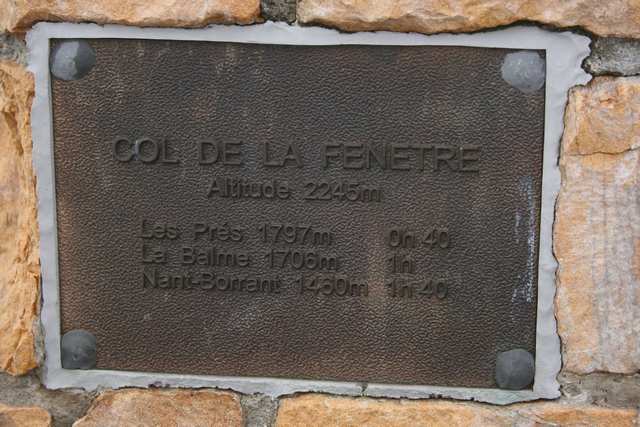 COL DE LA FENETRE
Altitude 2245m
Les Prés 1797m 0h 40
La Balme 1706m 1h
Nant-Borrant 1460m 1h 40